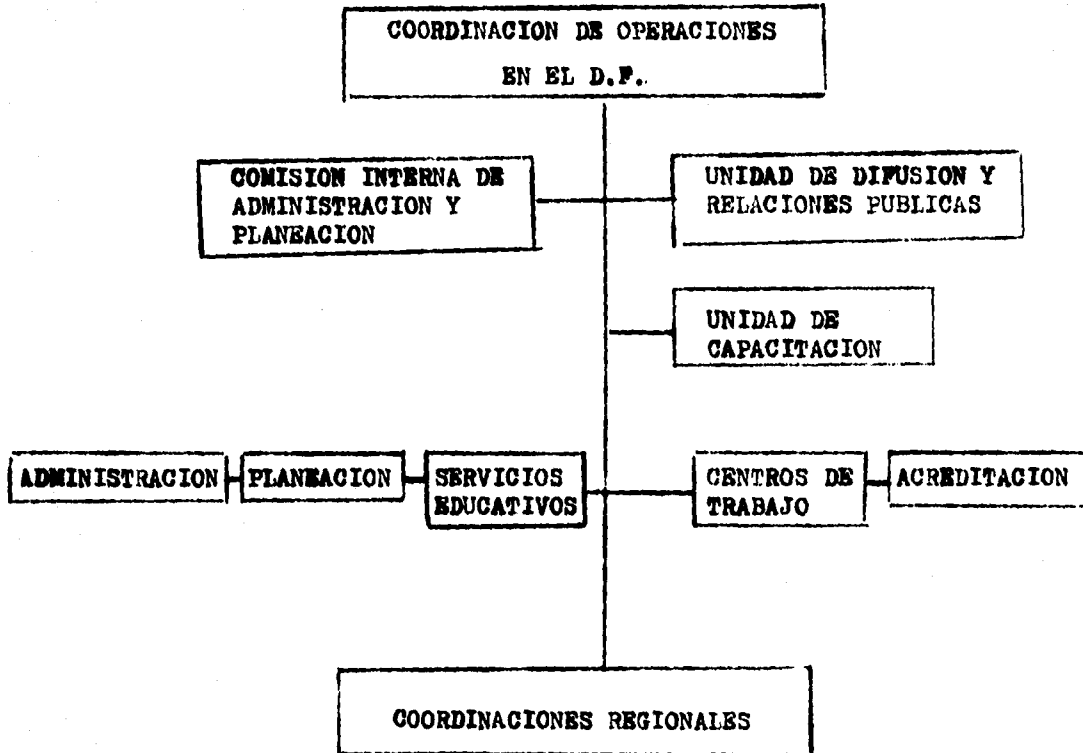 COORDINACION DE OPERACIONES
EN EL D.F.
COMISION INTERNA DE
ADMINISTRACION Y
PLANEACION
UNIDAD DE DIFUSION Y
RELACIONES PUBLICAS
UNIDAD DE
CAPACITACION
ADMINISTRACION
PLANEACION
SERVICIOS
EDUCATIVOS
CENTROS DE
TRABAJO
ACREDITACION
COORDINACIONES REGIONALES